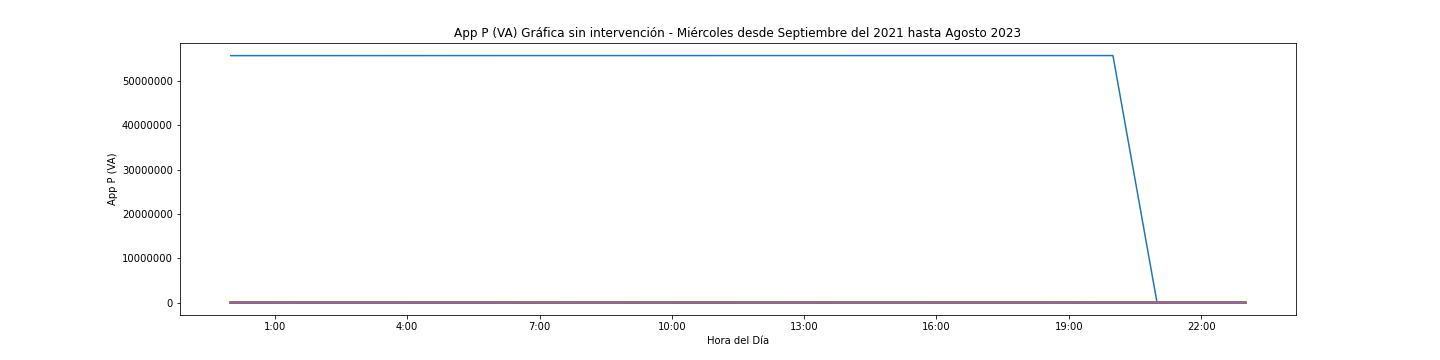 App P (VA) Gráfica sin intervención - Miércoles desde Septiembre del 2021 hasta Agosto 2023
App P (VA)
50000000
40000000
30000000
20000000
10000000
0
1:00 4:00 7:00 10:00 13:00 16:00 19:00 22:00
Hora del Día